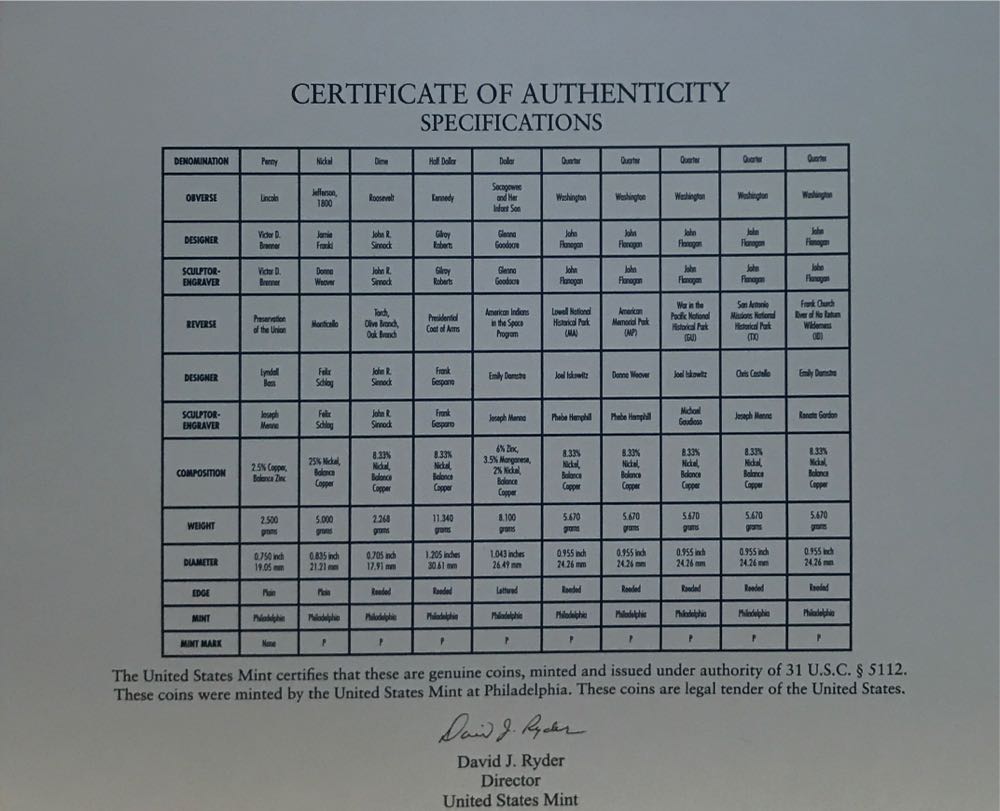 CERTIFICATE OF AUTHENTICITY
SPECIFICATIONS
DENOMINATION Penny Nickel Dime Half Dollar Dollar Quarter Quarter Quarter Quarter Quarter
OBVERSE Lincoln Jefferson, 1800 Roosevelt Kennedy Sacagawea and Her Infant Son Washington Washington Washington Washington Washington
DESIGNER Victor D. Brenner Jamie Franki John R. Sinnock Gilroy Roberts Glenna Goodacre John Flanagan John Flanagan John Flanagan John Flanagan John Flanagan
SCULPTOR-ENGRAVER Victor D. Brenner Donna Weaver John R. Sinnock Gilroy Roberts Glenna Goodacre John Flanagan John Flanagan John Flanagan John Flanagan John Flanagan
REVERSE Preservation of the Union Monticello Torch, Olive Branch, Oak Branch Presidential Coat of Arms American Indians in the Space Program Lowell National Historical Park (MA) American Memorial Park (MP) War in the Pacific National Historical Park (GU) San Antonio Missions National Historical Park (TX) Frank Church River of No Return Wilderness (ID)
DESIGNER Lyndall Bass Felix Schlag John R. Sinnock Frank Gasparro Emily Damstra Joel Iskowitz Donna Weaver Joel Iskowitz Chris Costello Emily Damstra
SCULPTOR-ENGRAVER Joseph Menna Felix Schlag John R. Sinnock Frank Gasparro Joseph Menna Phebe Hemphill Phebe Hemphill Michael Gaudioso Joseph Menna Renata Gordon
COMPOSITION 2.5% Copper, Balance Zinc 25% Nickel, Balance Copper 8.33% Nickel, Balance Copper 8.33% Nickel, Balance Copper 6% Zinc, 3.5% Manganese, 2% Nickel, Balance Copper 8.33% Nickel, Balance Copper 8.33% Nickel, Balance Copper 8.33% Nickel, Balance Copper 8.33% Nickel, Balance Copper 8.33% Nickel, Balance Copper
WEIGHT 2.500 grams 5.000 grams 2.268 grams 11.340 grams 8.100 grams 5.670 grams 5.670 grams 5.670 grams 5.670 grams 5.670 grams
DIAMETER 0.750 inch 19.05 mm 0.835 inch 21.21 mm 0.705 inch 17.91 mm 1.205 inches 30.61 mm 1.043 inches 26.49 mm 0.955 inch 24.26 mm 0.955 inch 24.26 mm 0.955 inch 24.26 mm 0.955 inch 24.26 mm 0.955 inch 24.26 mm
EDGE Plain Plain Reeded Reeded Lettered Reeded Reeded Reeded Reeded Reeded
MINT Philadelphia Philadelphia Philadelphia Philadelphia Philadelphia Philadelphia Philadelphia Philadelphia Philadelphia Philadelphia
MINT MARK None P P P P P P P P P
The United States Mint certifies that these are genuine coins, minted and issued under authority of 31 U.S.C. § 5112.
These coins were minted by the United States Mint at Philadelphia. These coins are legal tender of the United States.
David J. Ryder
David J. Ryder
Director
United States Mint